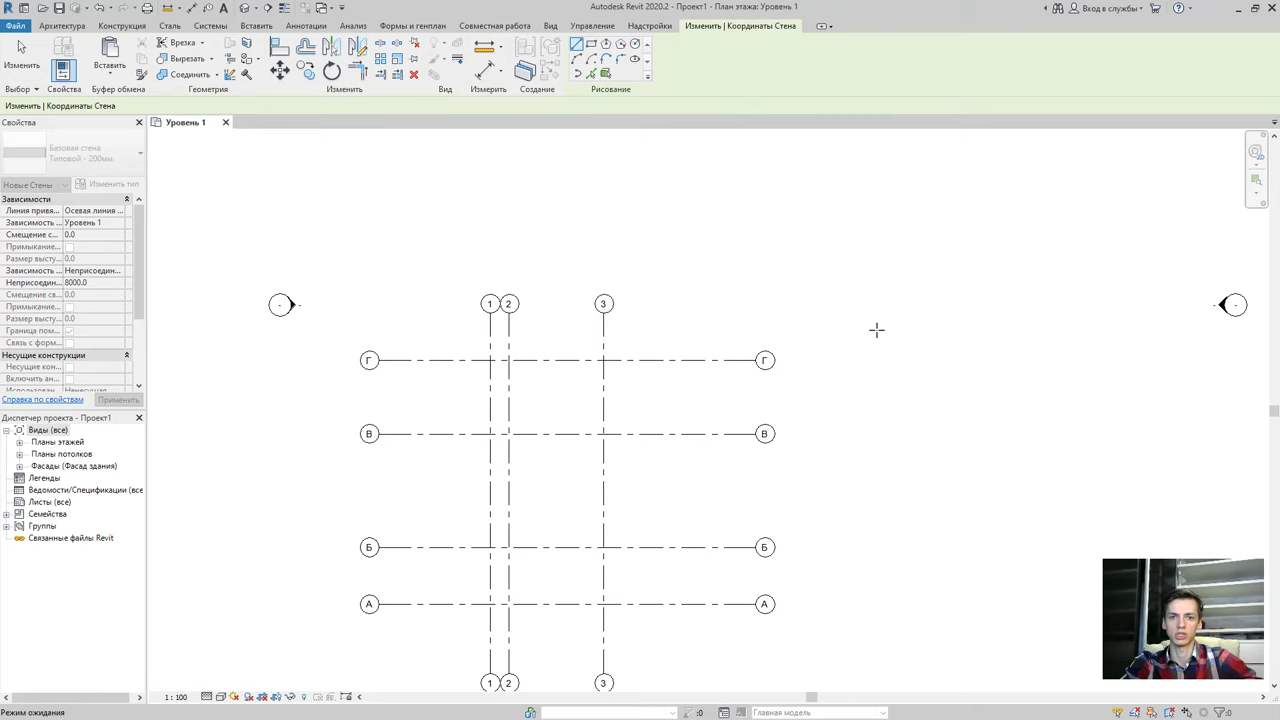 Autodesk Revit 2020.2 - Проект1 - План этажа: Уровень 1
Вход в службы
Файл Архитектура Конструкция Сталь Системы Вставить Аннотации Анализ Формы и генплан Совместная работа Вид Управление Надстройки Изменить | Координаты Стена
Изменить
Вставить
Врезка
Вырезать
Соединить
Выбор Свойства Буфер обмена Геометрия Изменить Вид Измерить Создание Рисование
Изменить | Координаты Стена
Свойства
Уровень 1
Базовая стена
Типовой - 200мм
Новые Стены
Изменить тип
Зависимости
Линия привя... Осевая линия ...
Зависимость ... Уровень 1
Смещение с... 0.0
Примыкание...
Размер высту... 0.0
Зависимость ... Неприсоедин...
Неприсоедин... 8000.0
Смещение св... 0.0
Примыкание...
Размер высту... 0.0
Граница пом...
Связь с форм...
Несущие конструкции
Несущие кон...
Включить ан...
Справка по свойствам
Применить
Диспетчер проекта - Проект1
Виды (все)
Планы этажей
Планы потолков
Фасады (Фасад здания)
Легенды
Ведомости/Спецификации (все)
Листы (все)
Семейства
Группы
Связанные файлы Revit
1 2 3
Г Г
В В
Б Б
А А
1 2 3
1 : 100
Режим ожидания
:0
Главная модель
:0